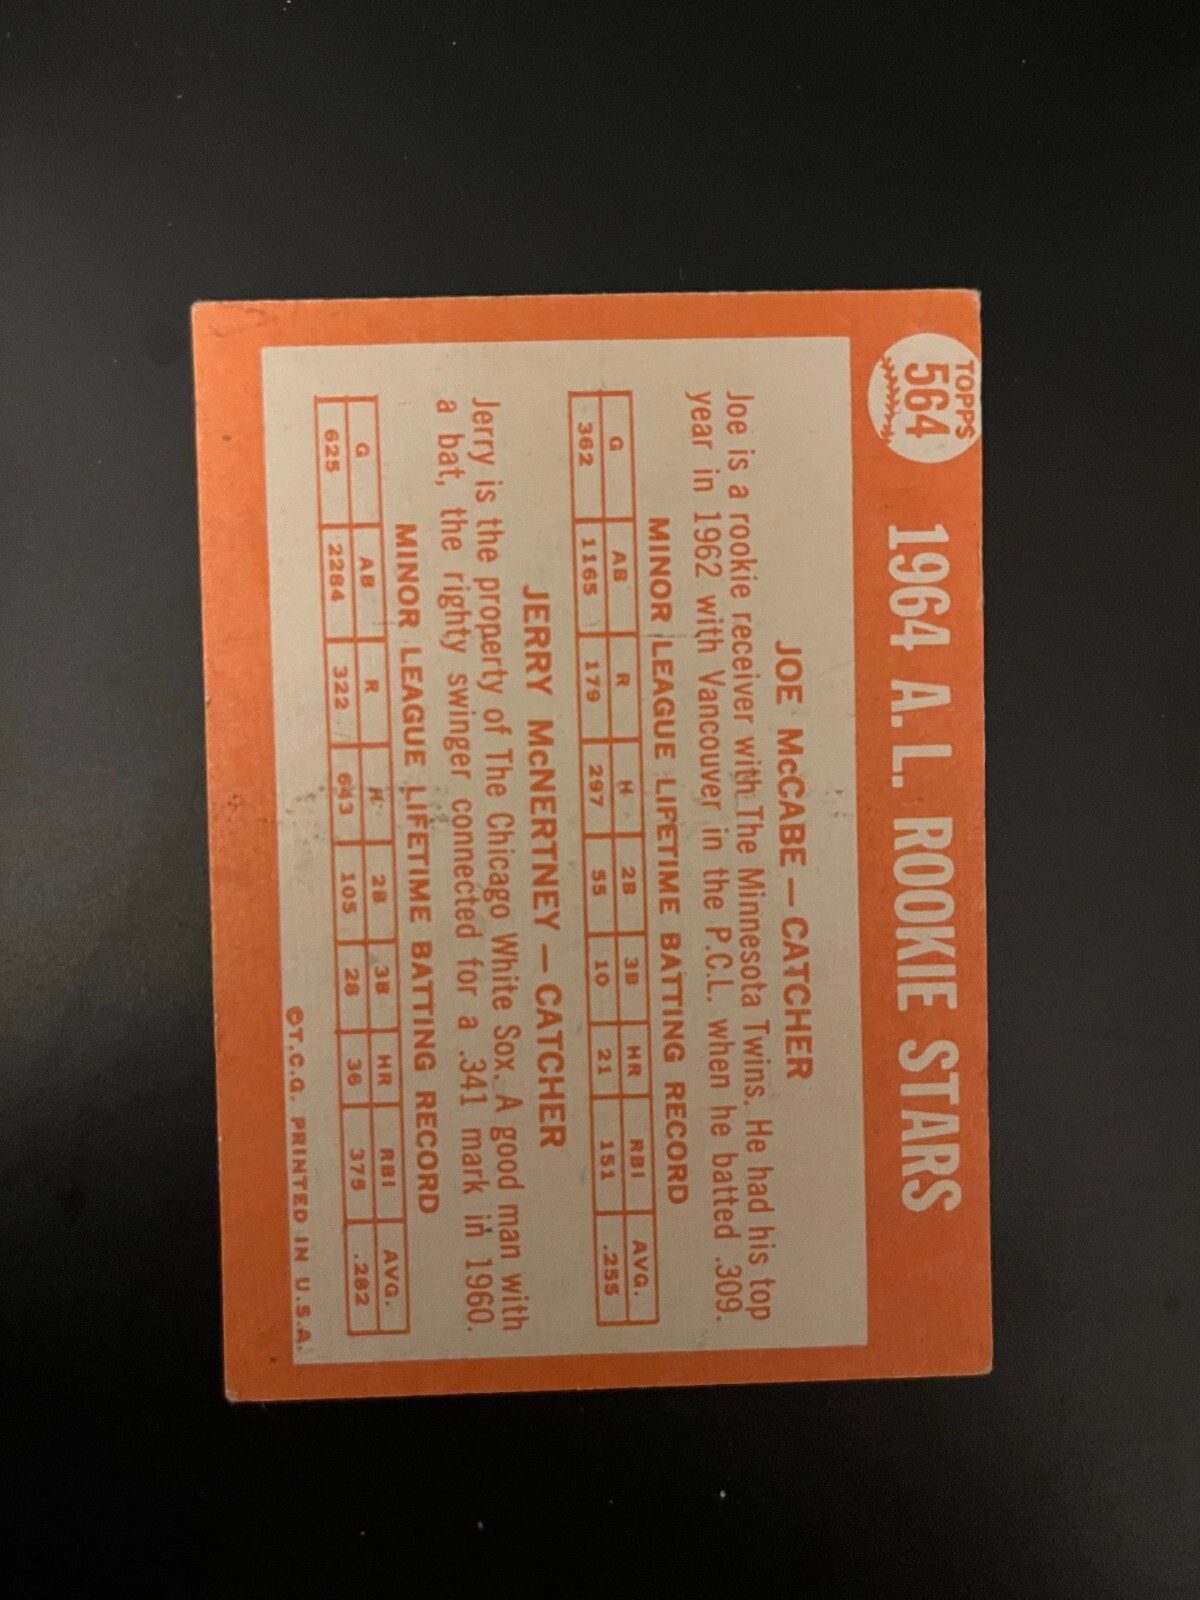 TOPPS
564
1964 A. L. ROOKIE STARS
JOE McCABE—CATCHER
Joe is a rookie receiver with The Minnesota Twins. He had his top
year in 1962 with Vancouver in the P.C.L. when he batted .309.
MINOR LEAGUE LIFETIME BATTING RECORD
G AB R H 2B 3B HR RBI AVG.
362 1165 179 297 55 10 21 151 .255
JERRY McNERTNEY—CATCHER
Jerry is the property of The Chicago White Sox. A good man with
a bat, the righty swinger connected for a .341 mark in 1960.
MINOR LEAGUE LIFETIME BATTING RECORD
G AB R H 2B 3B HR RBI AVG.
625 2284 322 643 105 28 36 375 .282
©T.C.G. PRINTED IN U.S.A.